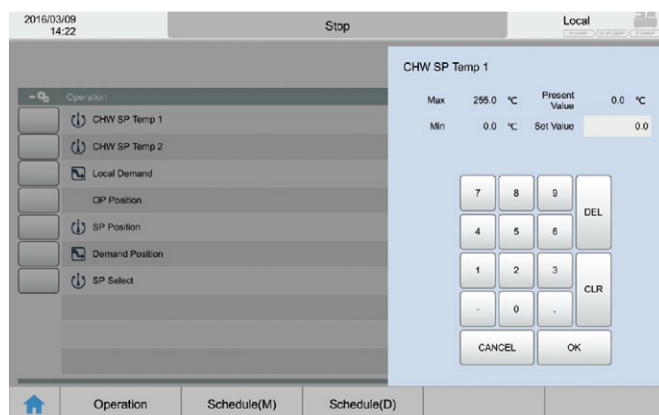 2016/03/09
14:22
Stop
Local
Operation
CHW SP Temp 1
CHW SP Temp 2
Local Demand
OP Position
SP Position
Demand Position
SP Select
CHW SP Temp 1
Max 255.0 °C Present Value 0.0 °C
Min 0.0 °C Set Value 0.0
7 8 9 DEL
4 5 6
1 2 3 CLR
- 0 .
CANCEL OK
Operation Schedule(M) Schedule(D)